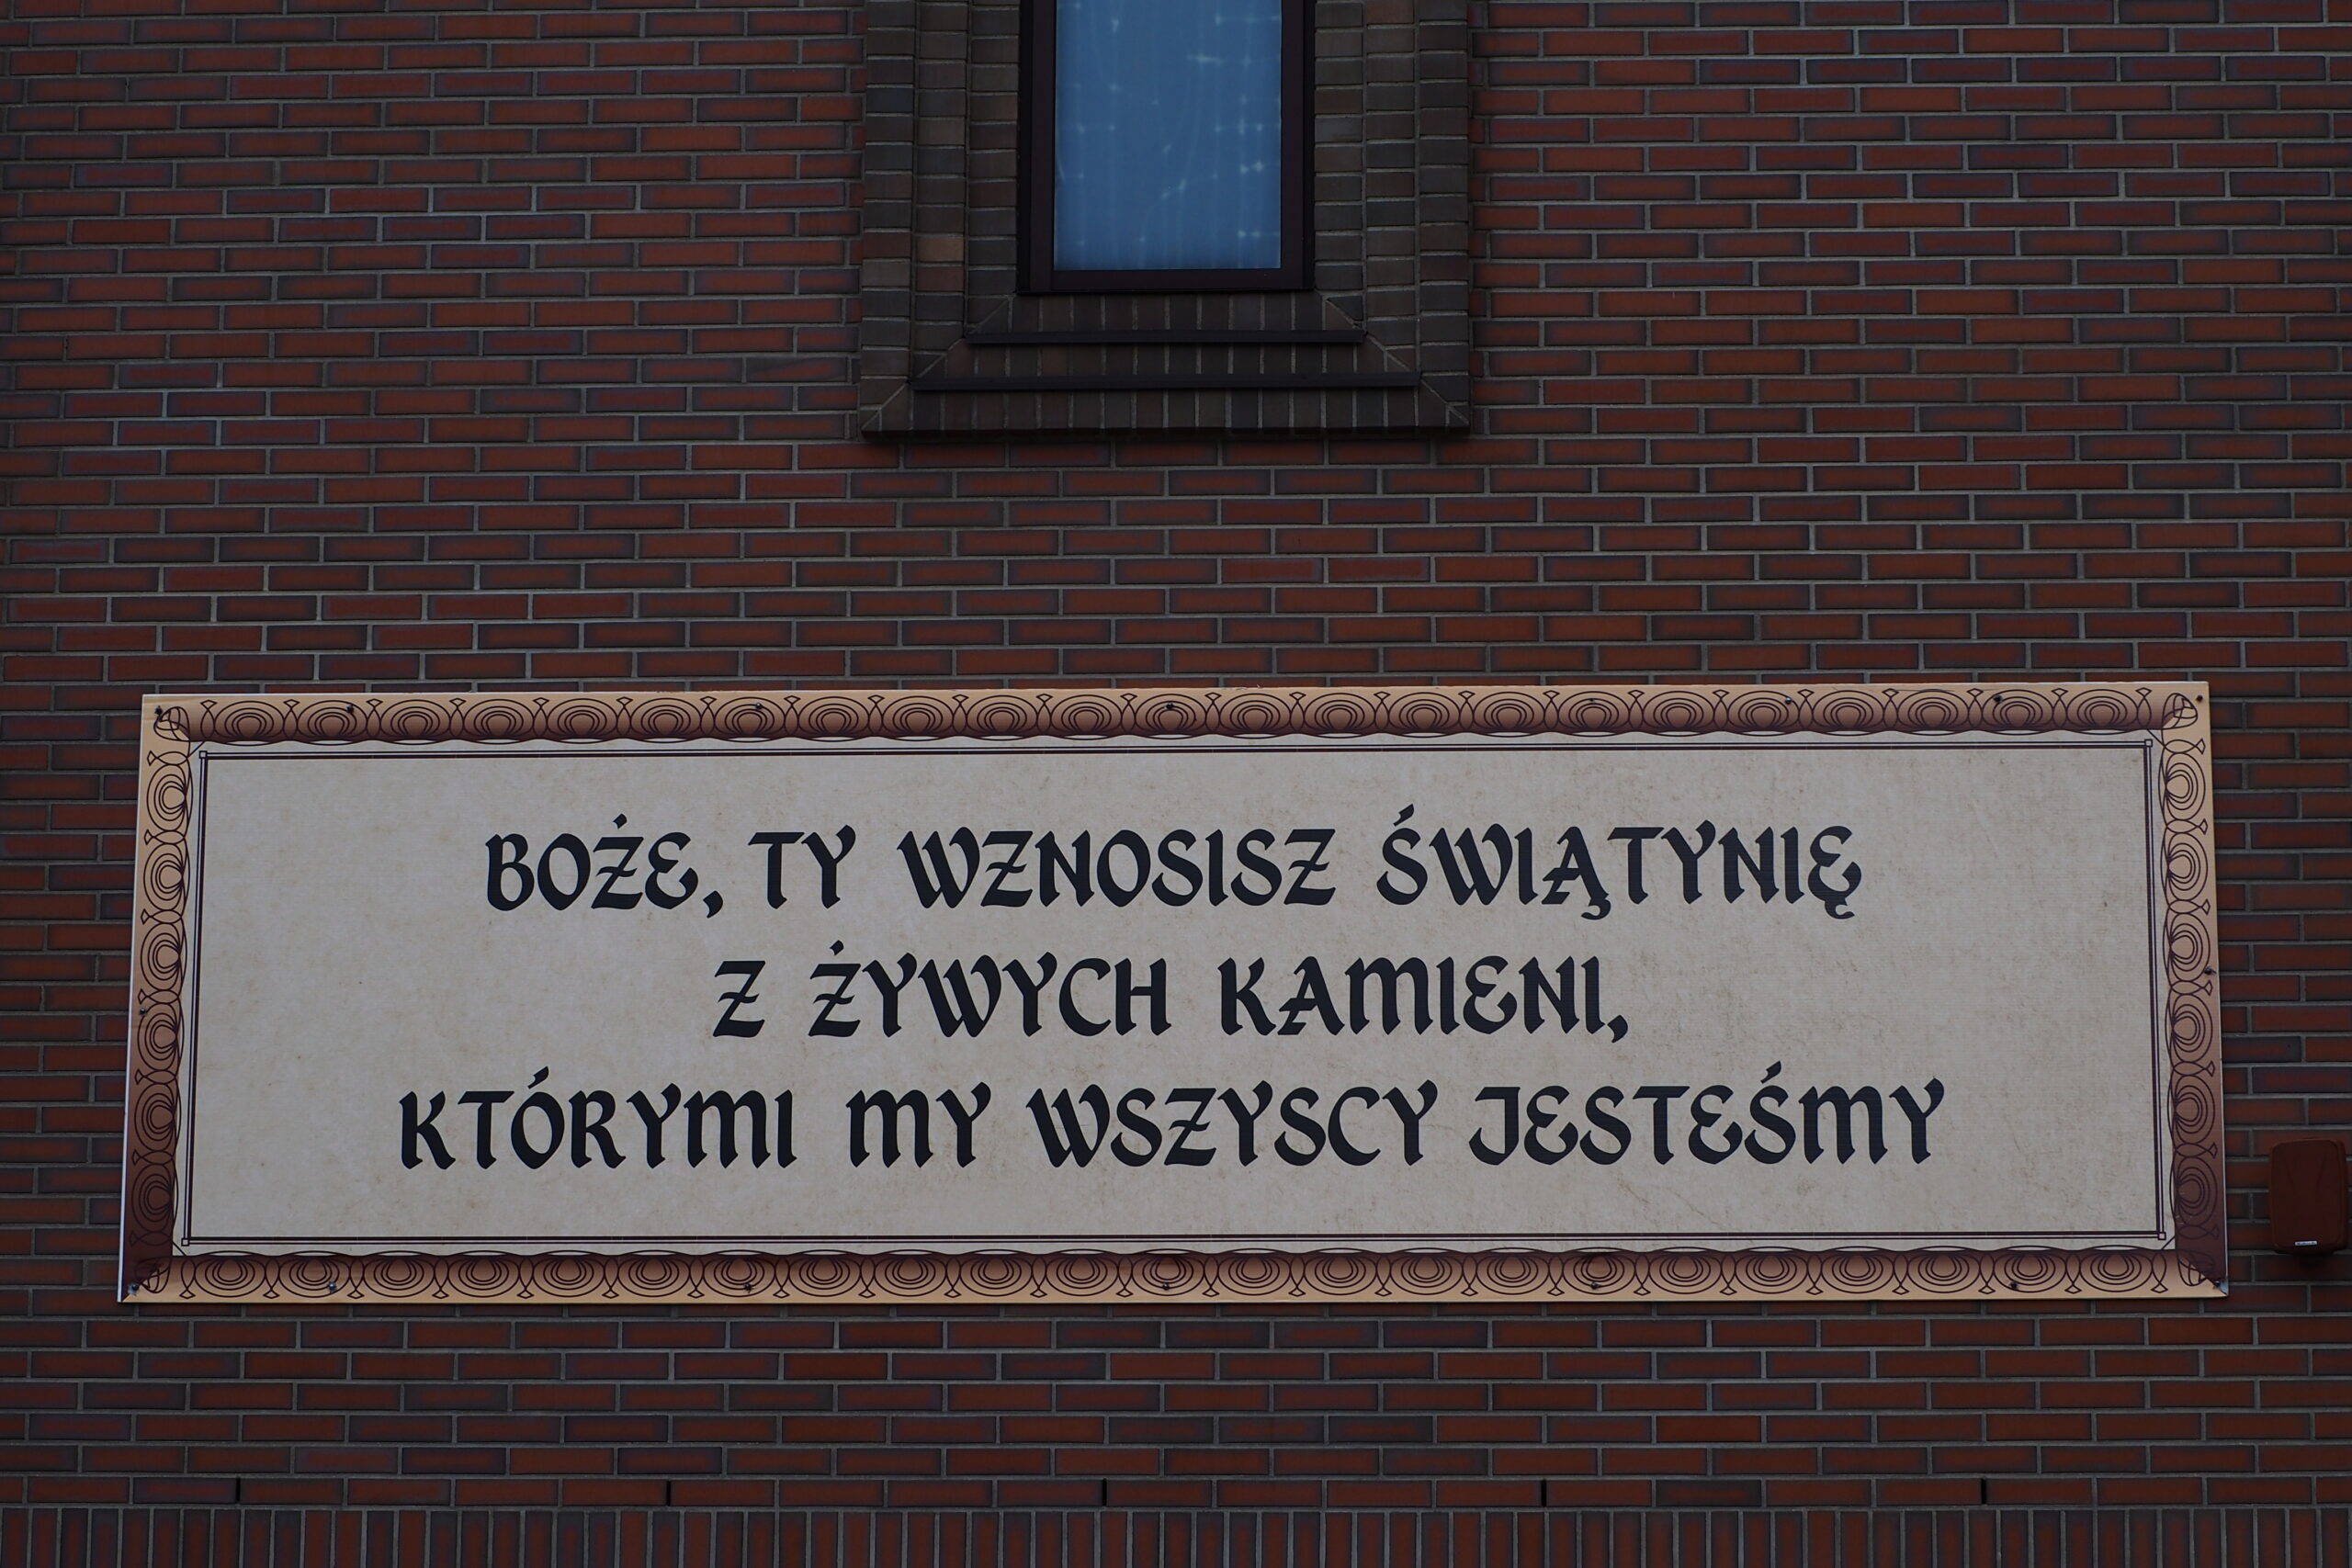 BOŻE, TY WZNOSISZ ŚWIĄTYNIĘ
Z ŻYWYCH KAMIENI,
KTÓRYMI MY WSZYSCY JESTEŚMY